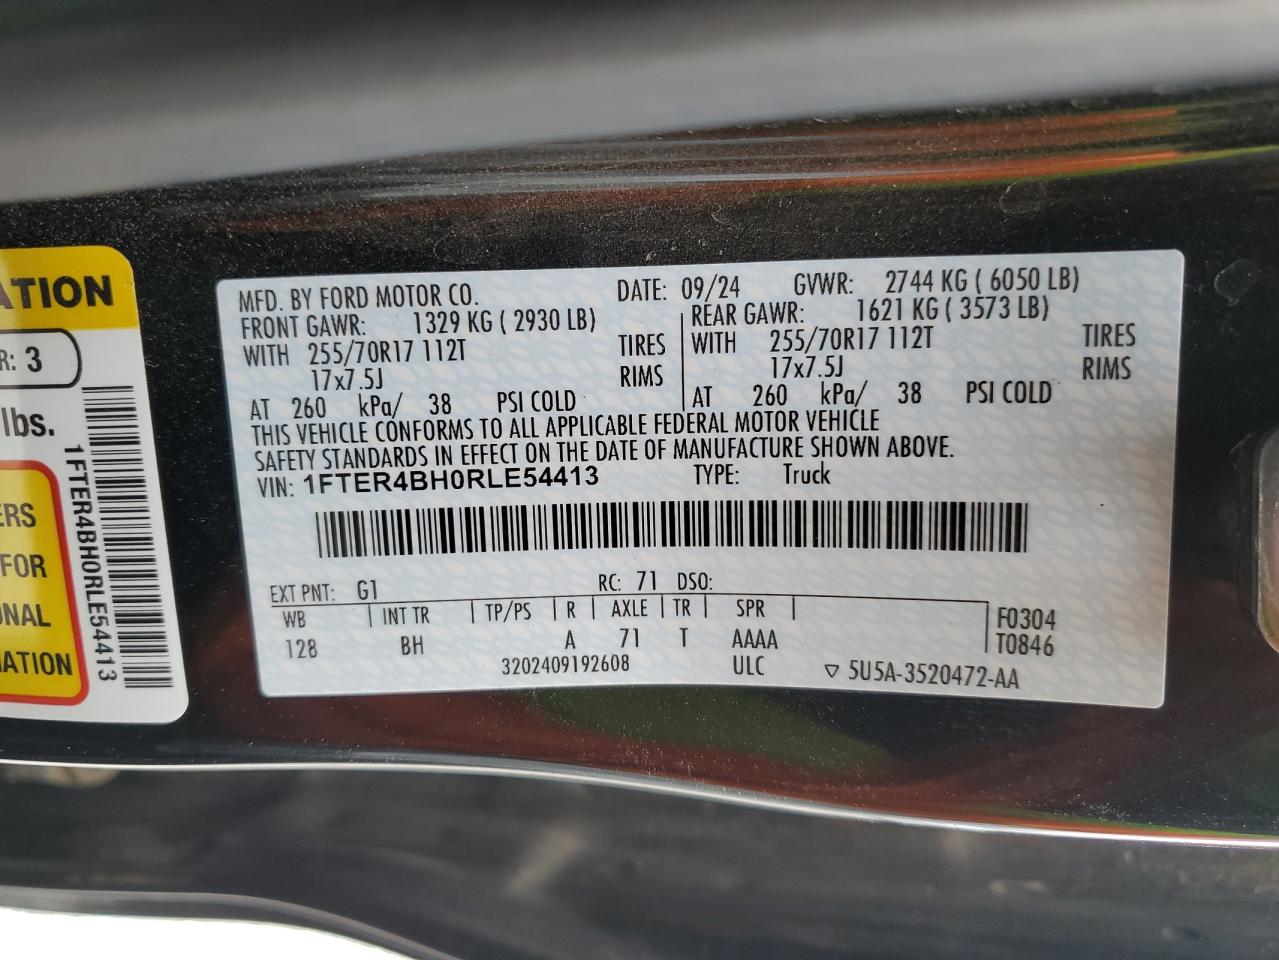 ATION
R: 3
lbs.
1FTER4BH0RLE54413
ERS
FOR
ONAL
MATION
MFD. BY FORD MOTOR CO. DATE: 09/24 GVWR: 2744 KG ( 6050 LB)
FRONT GAWR: 1329 KG ( 2930 LB) REAR GAWR: 1621 KG ( 3573 LB)
WITH 255/70R17 112T TIRES WITH 255/70R17 112T TIRES
17x7.5J RIMS 17x7.5J RIMS
AT 260 kPa/ 38 PSI COLD AT 260 kPa/ 38 PSI COLD
THIS VEHICLE CONFORMS TO ALL APPLICABLE FEDERAL MOTOR VEHICLE
SAFETY STANDARDS IN EFFECT ON THE DATE OF MANUFACTURE SHOWN ABOVE.
VIN: 1FTER4BH0RLE54413 TYPE: Truck
EXT PNT: G1 RC: 71 DSO:
WB INT TR TP/PS R AXLE TR SPR F0304
128 BH A 71 T AAAA T0846
3202409192608 ULC ▽ 5U5A-3520472-AA